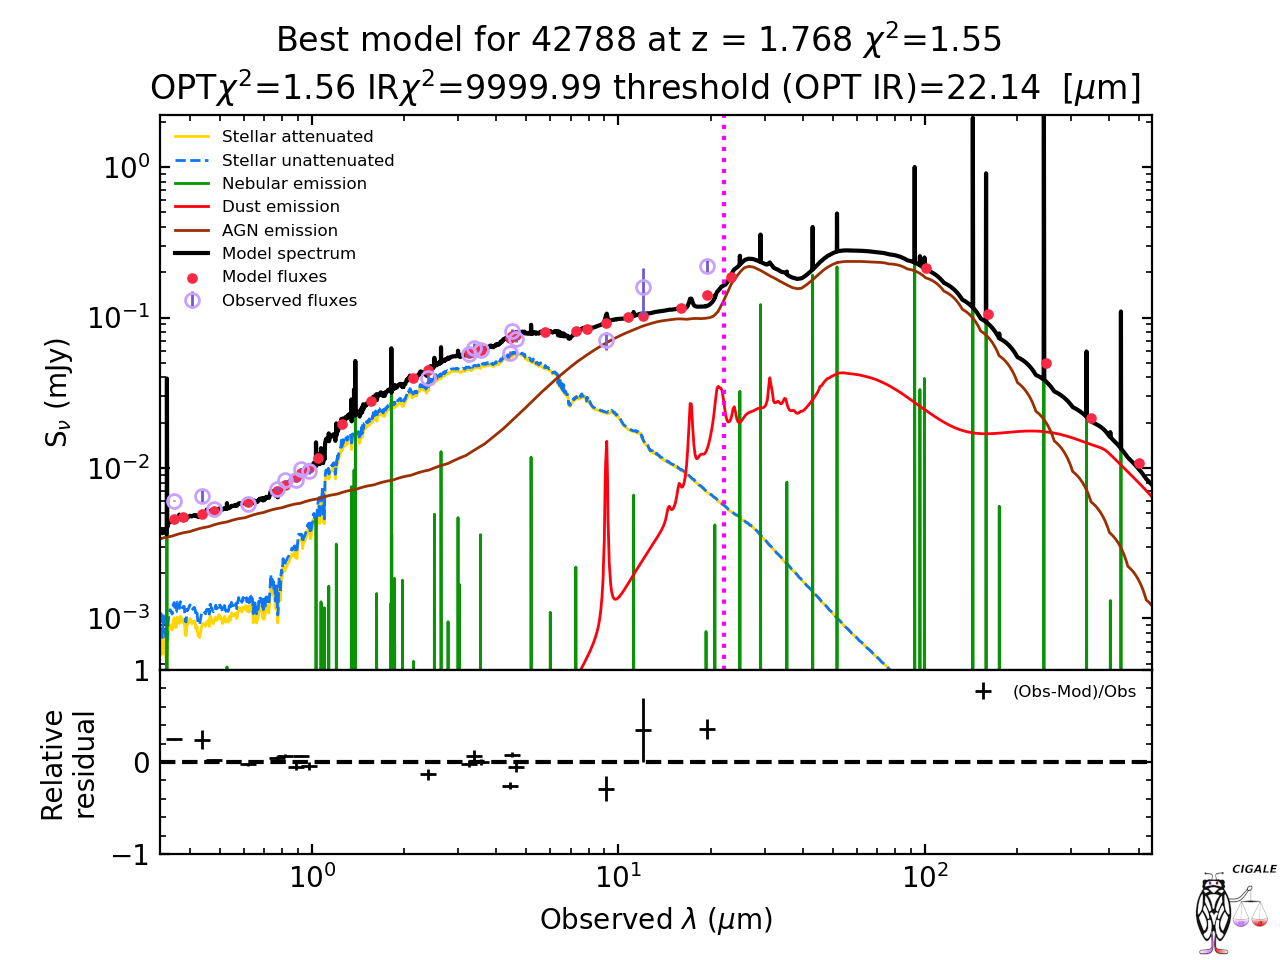 Best model for 42788 at z = 1.768 χ²=1.55
OPTχ²=1.56 IRχ²=9999.99 threshold (OPT IR)=22.14 [μm]
Stellar attenuated
Stellar unattenuated
Nebular emission
Dust emission
AGN emission
Model spectrum
Model fluxes
Observed fluxes
10⁰
10⁻¹
10⁻²
10⁻³
S_ν (mJy)
1
0
−1
Relative
residual
(Obs-Mod)/Obs
10⁰ 10¹ 10²
Observed λ (μm)
CIGALE